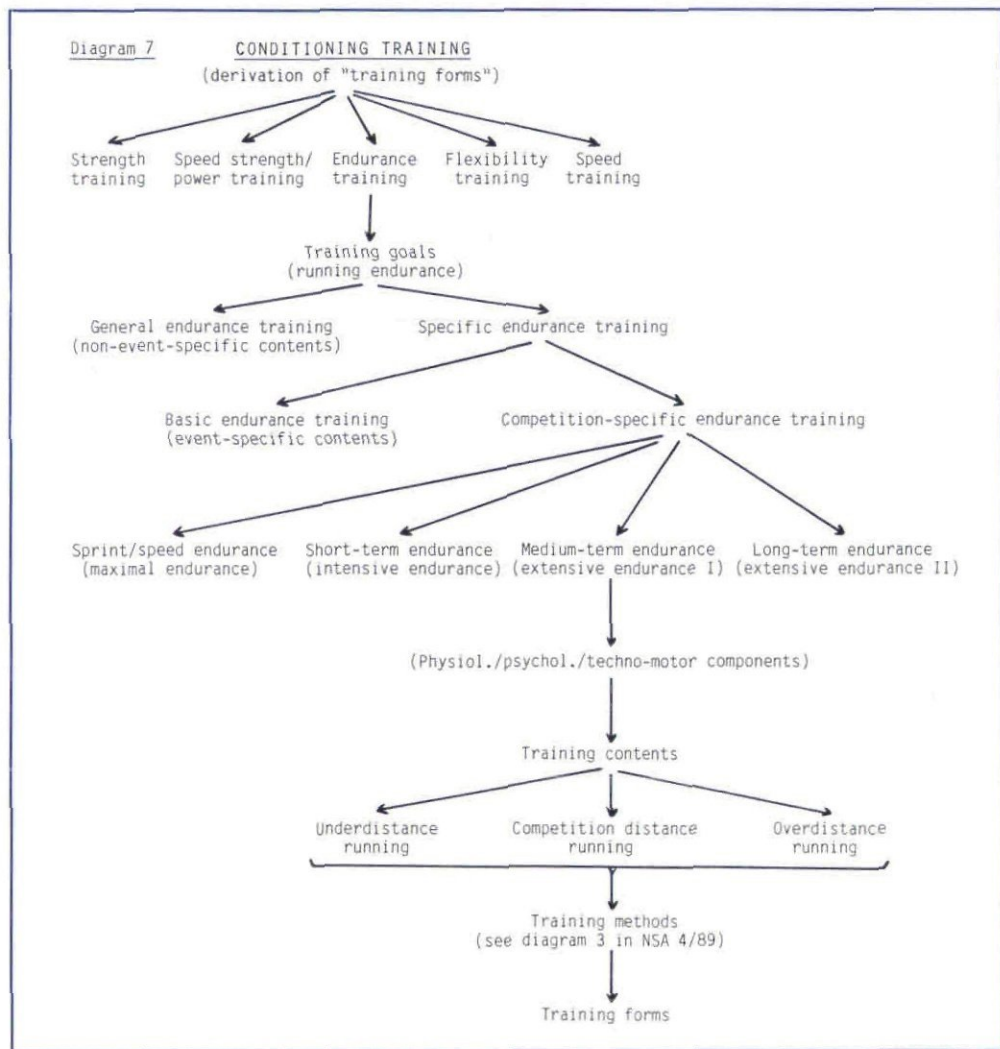 Diagram 7 CONDITIONING TRAINING
(derivation of "training forms")
Strength training
Speed strength/ power training
Endurance training
Flexibility training
Speed training
Training goals
(running endurance)
General endurance training
(non-event-specific contents)
Specific endurance training
Basic endurance training
(event-specific contents)
Competition-specific endurance training
Sprint/speed endurance
(maximal endurance)
Short-term endurance
(intensive endurance)
Medium-term endurance
(extensive endurance I)
Long-term endurance
(extensive endurance II)
(Physiol./psychol./techno-motor components)
Training contents
Underdistance
running
Competition distance
running
Overdistance
running
Training methods
(see diagram 3 in NSA 4/89)
Training forms